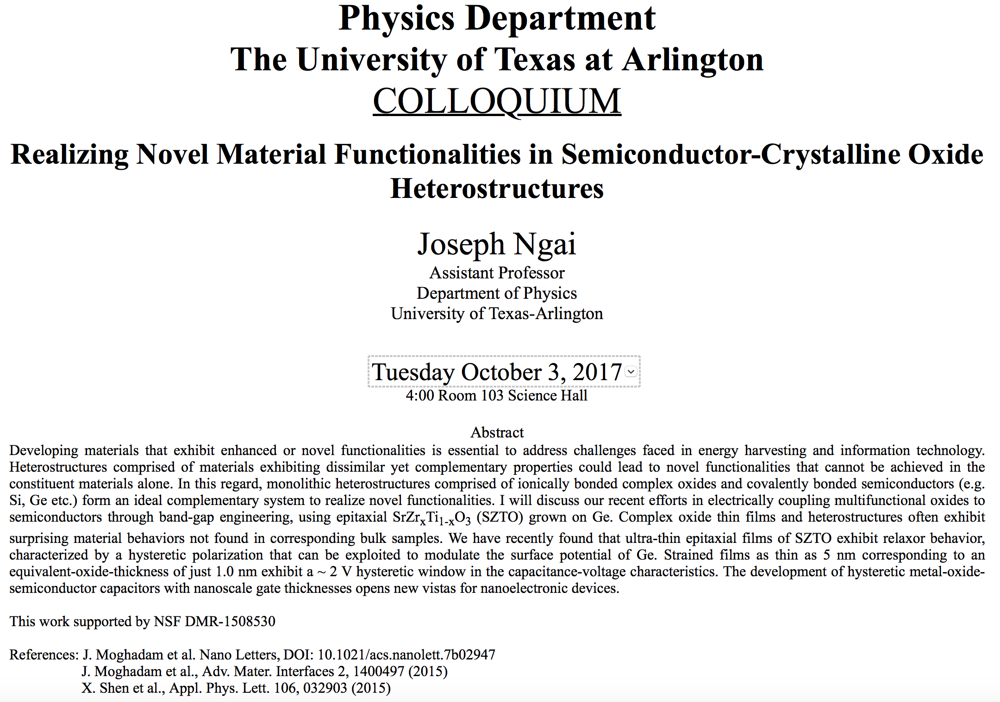 Physics Department
The University of Texas at Arlington
COLLOQUIUM
Realizing Novel Material Functionalities in Semiconductor-Crystalline Oxide
Heterostructures
Joseph Ngai
Assistant Professor
Department of Physics
University of Texas-Arlington
Tuesday October 3, 2017
4:00 Room 103 Science Hall
Abstract
Developing materials that exhibit enhanced or novel functionalities is essential to address challenges faced in energy harvesting and information technology.
Heterostructures comprised of materials exhibiting dissimilar yet complementary properties could lead to novel functionalities that cannot be achieved in the
constituent materials alone. In this regard, monolithic heterostructures comprised of ionically bonded complex oxides and covalently bonded semiconductors (e.g.
Si, Ge etc.) form an ideal complementary system to realize novel functionalities. I will discuss our recent efforts in electrically coupling multifunctional oxides to
semiconductors through band-gap engineering, using epitaxial SrZrₓTi₁₋ₓO₃ (SZTO) grown on Ge. Complex oxide thin films and heterostructures often exhibit
surprising material behaviors not found in corresponding bulk samples. We have recently found that ultra-thin epitaxial films of SZTO exhibit relaxor behavior,
characterized by a hysteretic polarization that can be exploited to modulate the surface potential of Ge. Strained films as thin as 5 nm corresponding to an
equivalent-oxide-thickness of just 1.0 nm exhibit a ~ 2 V hysteretic window in the capacitance-voltage characteristics. The development of hysteretic metal-oxide-
semiconductor capacitors with nanoscale gate thicknesses opens new vistas for nanoelectronic devices.
This work supported by NSF DMR-1508530
References: J. Moghadam et al. Nano Letters, DOI: 10.1021/acs.nanolett.7b02947
J. Moghadam et al., Adv. Mater. Interfaces 2, 1400497 (2015)
X. Shen et al., Appl. Phys. Lett. 106, 032903 (2015)